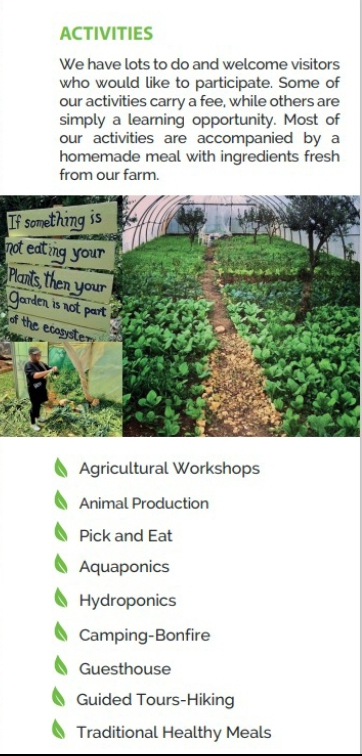 ACTIVITIES
We have lots to do and welcome visitors
who would like to participate. Some of
our activities carry a fee, while others are
simply a learning opportunity. Most of
our activities are accompanied by a
homemade meal with ingredients fresh
from our farm.
If something is
not eating your
Plants, then your
Garden is not part
of the ecosystem
Agricultural Workshops
Animal Production
Pick and Eat
Aquaponics
Hydroponics
Camping-Bonfire
Guesthouse
Guided Tours-Hiking
Traditional Healthy Meals